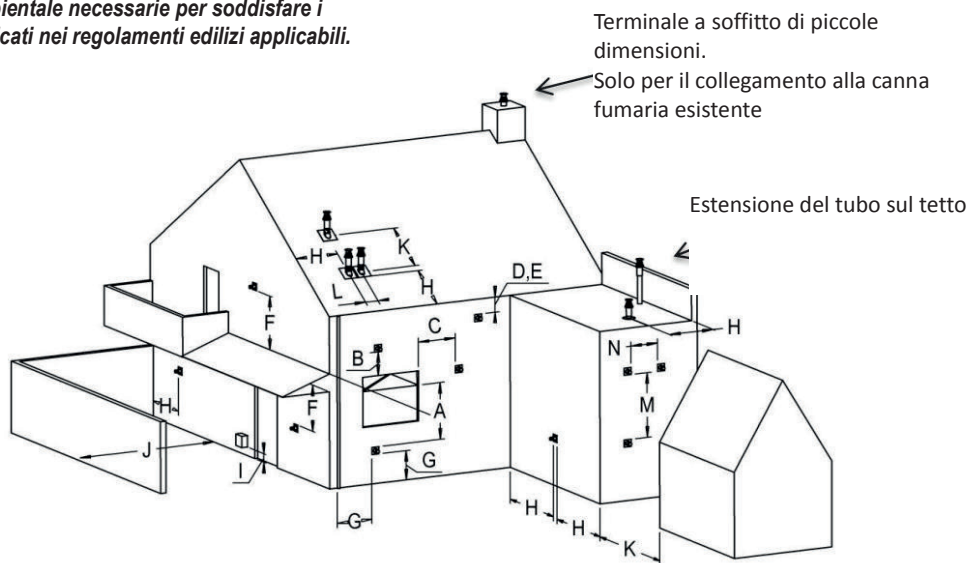 bientale necessarie per soddisfare i
cati nei regolamenti edilizi applicabili.
Terminale a soffitto di piccole
dimensioni.
Solo per il collegamento alla canna
fumaria esistente
Estensione del tubo sul tetto
H
K
L
H
D,E
F
C
B
H
N
A
M
F
H
J
I
G
G
H
H
K